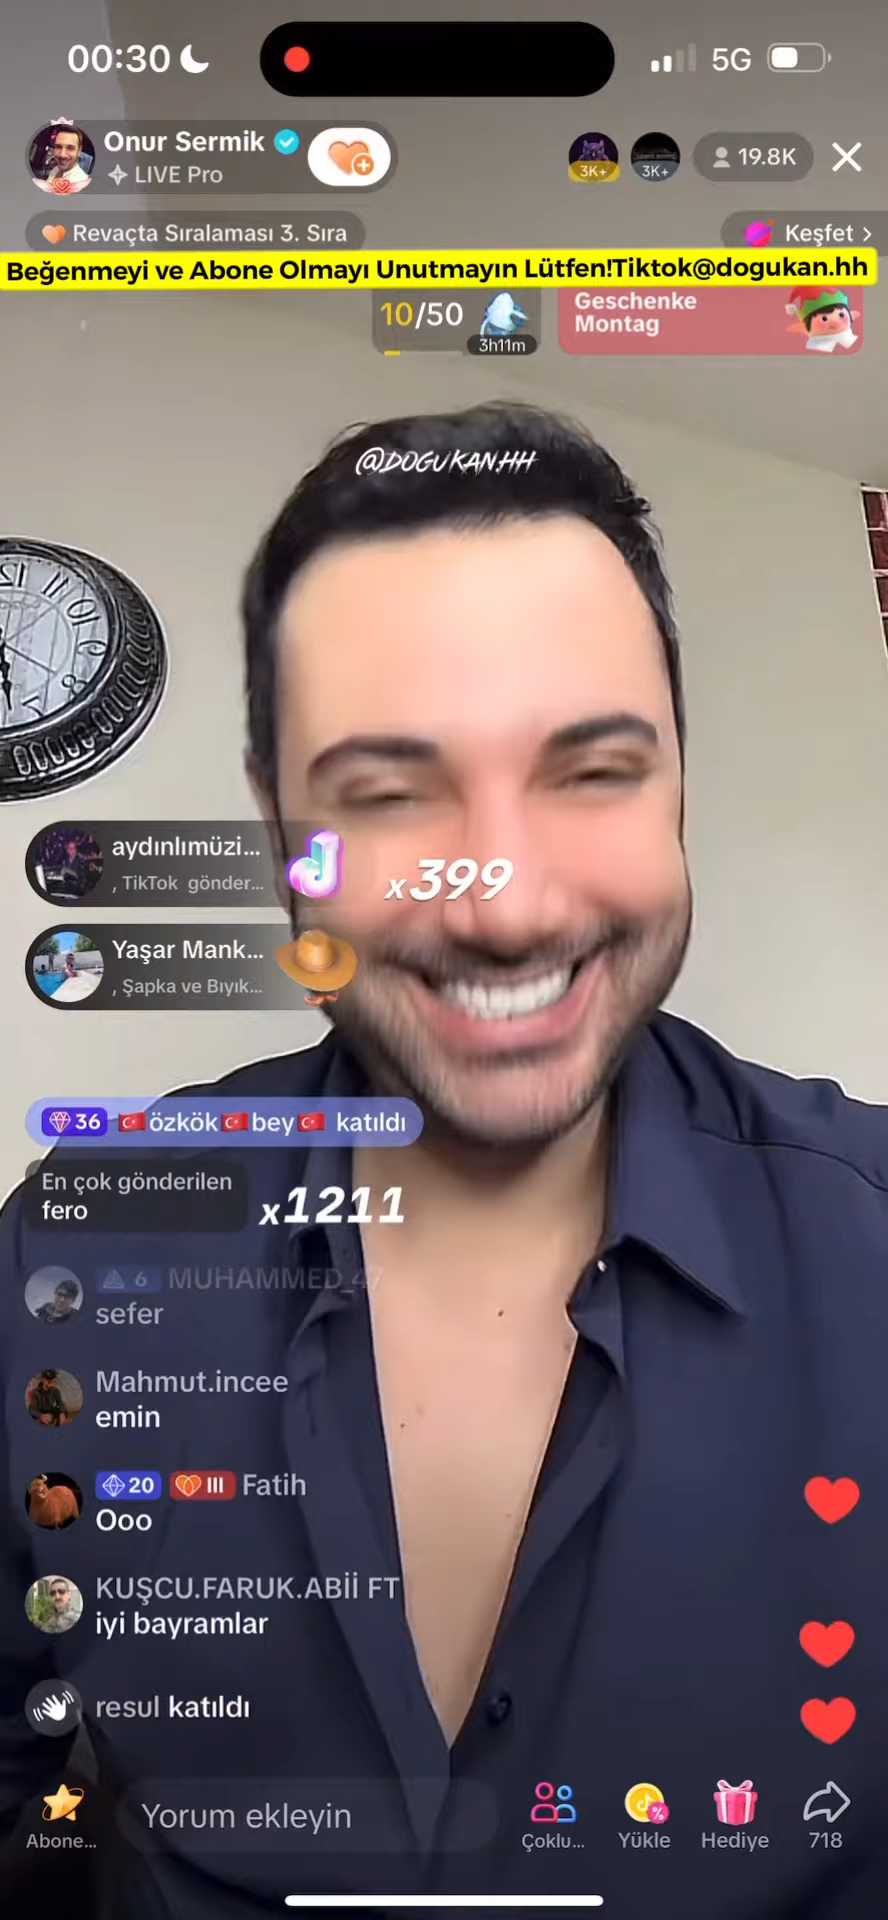 00:30
5G
Onur Sermik
LIVE Pro
3K+
3K+
19.8K
Revaçta Sıralaması 3. Sıra
Keşfet >
Beğenmeyi ve Abone Olmayı Unutmayın Lütfen!Tiktok@dogukan.hh
10/50
3h11m
Geschenke
Montag
@DOGUKAN.HH
aydınlımüzi...
, TikTok gönder...
x399
Yaşar Mank...
, Şapka ve Bıyık...
36 özkök bey katıldı
En çok gönderilen
fero
x1211
6 MUHAMMED_47
sefer
Mahmut.incee
emin
20 III Fatih
Ooo
KUŞCU.FARUK.ABİİ FT
iyi bayramlar
resul katıldı
Abone...
Yorum ekleyin
Çoklu...
Yükle
Hediye
718